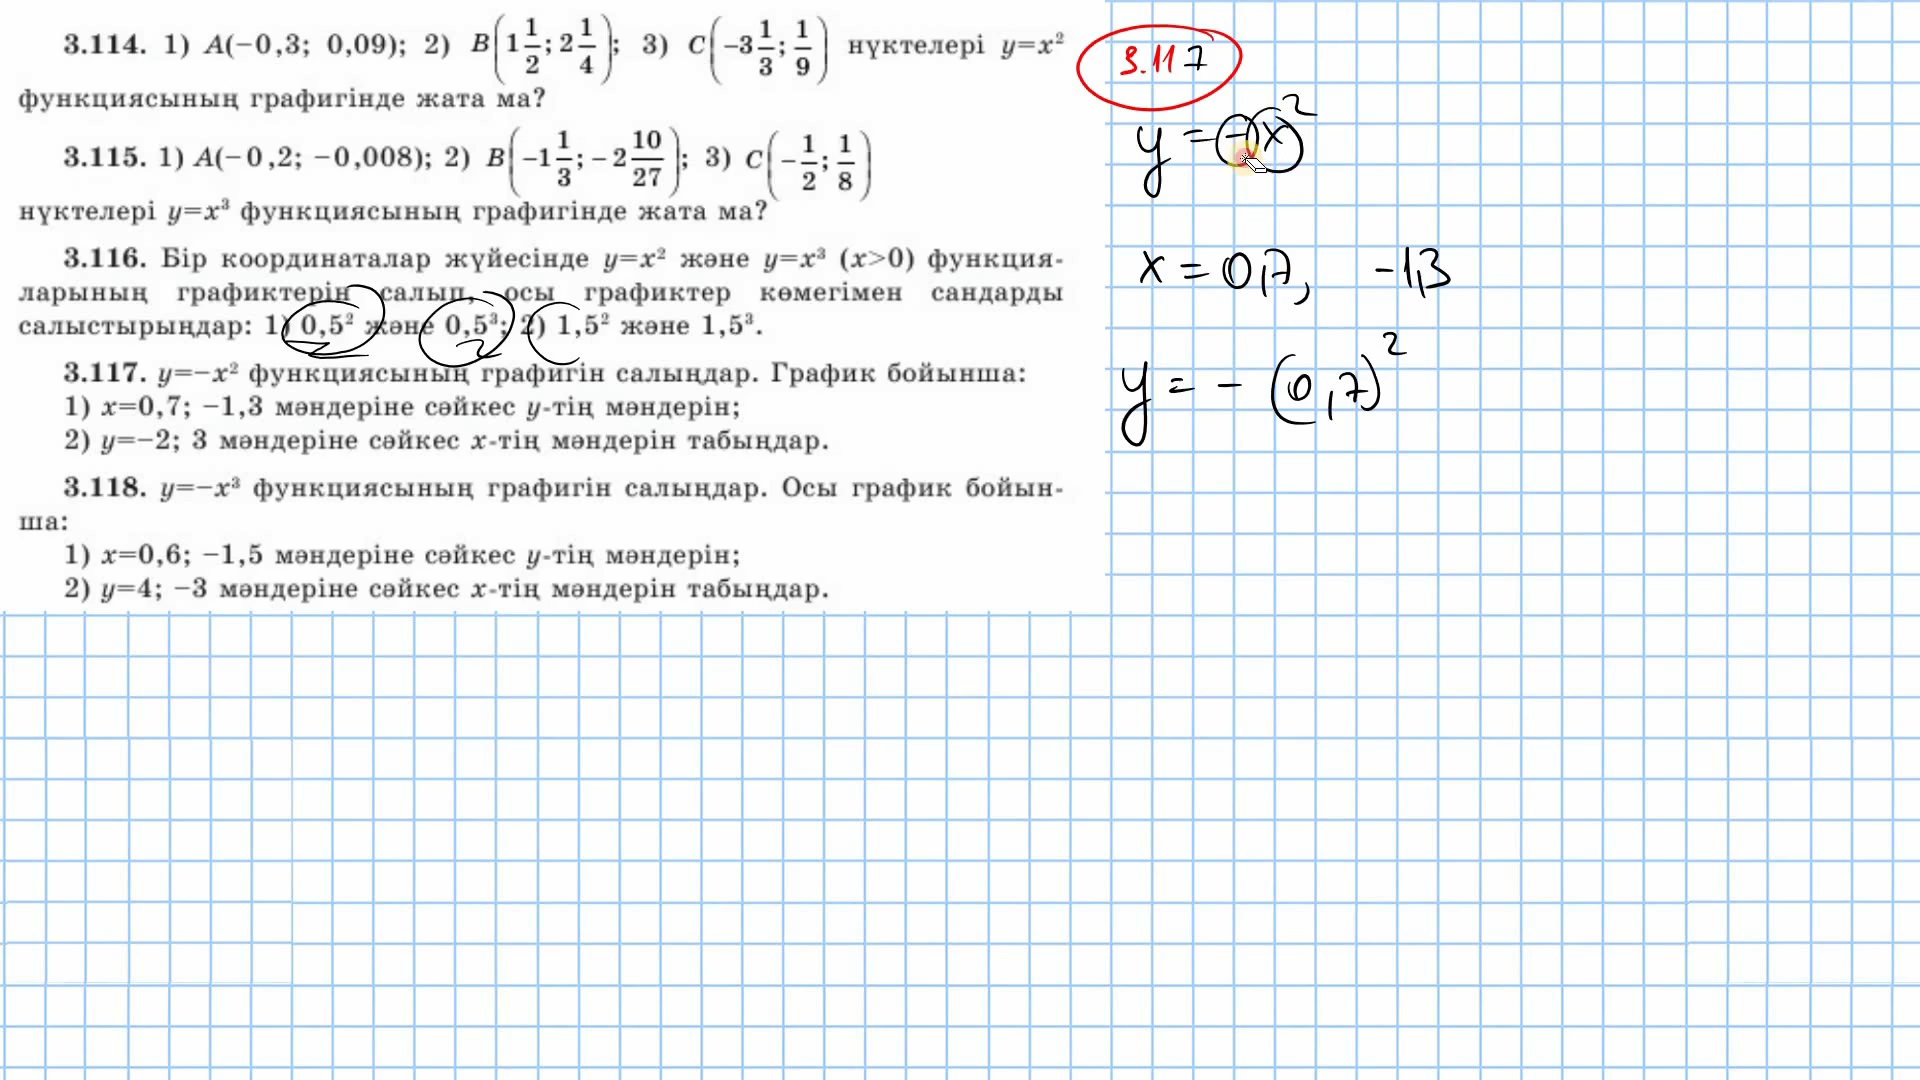 3.114. 1) A(−0,3; 0,09); 2) B(1 1/2; 2 1/4); 3) C(−3 1/3; 1/9) нүктелері y=x²
функциясының графигінде жата ма?
3.115. 1) A(−0,2; −0,008); 2) B(−1 1/3; −2 10/27); 3) C(−1/2; 1/8)
нүктелері y=x³ функциясының графигінде жата ма?
3.116. Бір координаталар жүйесінде y=x² және y=x³ (x>0) функция-
ларының графиктерін салып, осы графиктер көмегімен сандарды
салыстырыңдар: 1) 0,5² және 0,5³; 2) 1,5² және 1,5³.
3.117. y=−x² функциясының графигін салыңдар. График бойынша:
1) x=0,7; −1,3 мәндеріне сәйкес y-тің мәндерін;
2) y=−2; 3 мәндеріне сәйкес x-тің мәндерін табыңдар.
3.118. y=−x³ функциясының графигін салыңдар. Осы график бойын-
ша:
1) x=0,6; −1,5 мәндеріне сәйкес y-тің мәндерін;
2) y=4; −3 мәндеріне сәйкес x-тің мәндерін табыңдар.
3.117
y = −x²
x = 0,7, −1,3
y = − (0,7)²